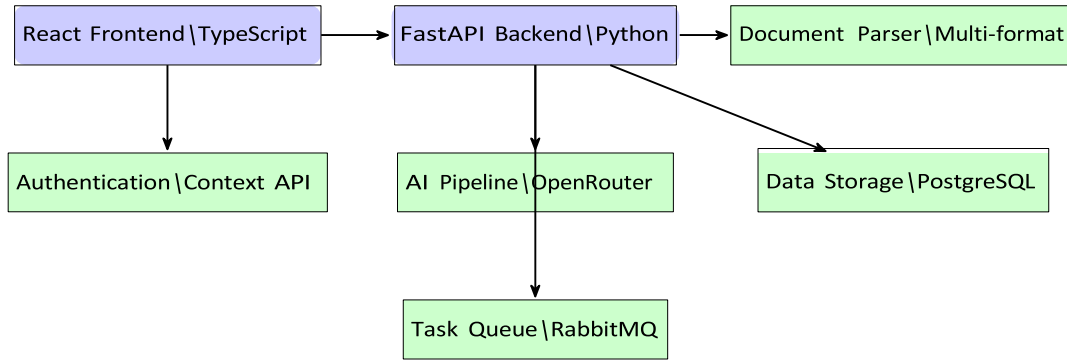 React Frontend\TypeScript
FastAPI Backend\Python
Document Parser\Multi-format
Authentication\Context API
AI Pipeline\OpenRouter
Data Storage\PostgreSQL
Task Queue\RabbitMQ